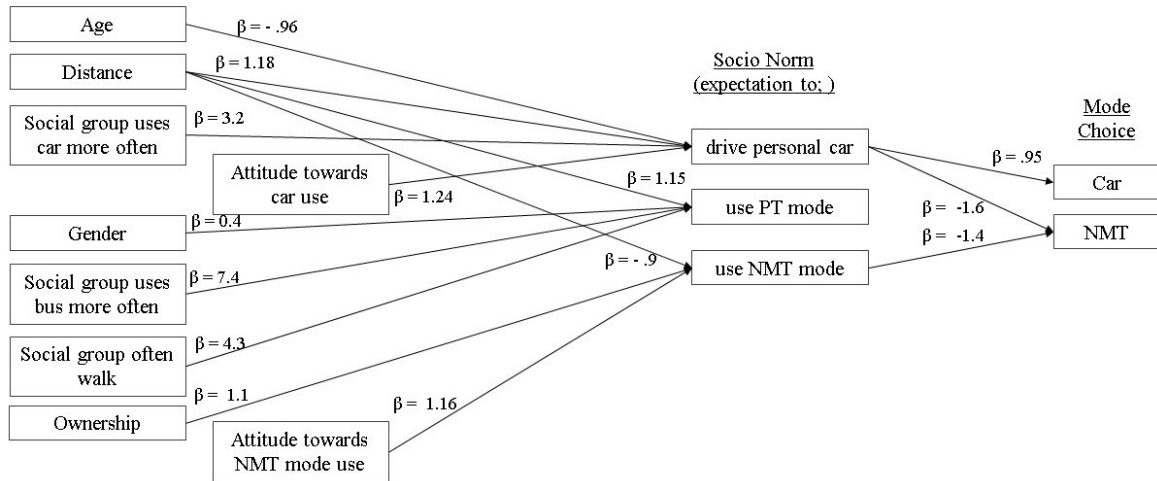 Age
β = - .96
Distance
β = 1.18
Socio Norm
(expectation to; )
Mode
Choice
Social group uses
car more often
β = 3.2
drive personal car
β = .95
Car
Attitude towards
car use
β = 1.24
β = 1.15
use PT mode
β = -1.6
NMT
Gender
β = 0.4
β = -1.4
Social group uses
bus more often
β = 7.4
β = - .9
use NMT mode
Social group often
walk
β = 4.3
Ownership
β = 1.1
β = 1.16
Attitude towards
NMT mode use